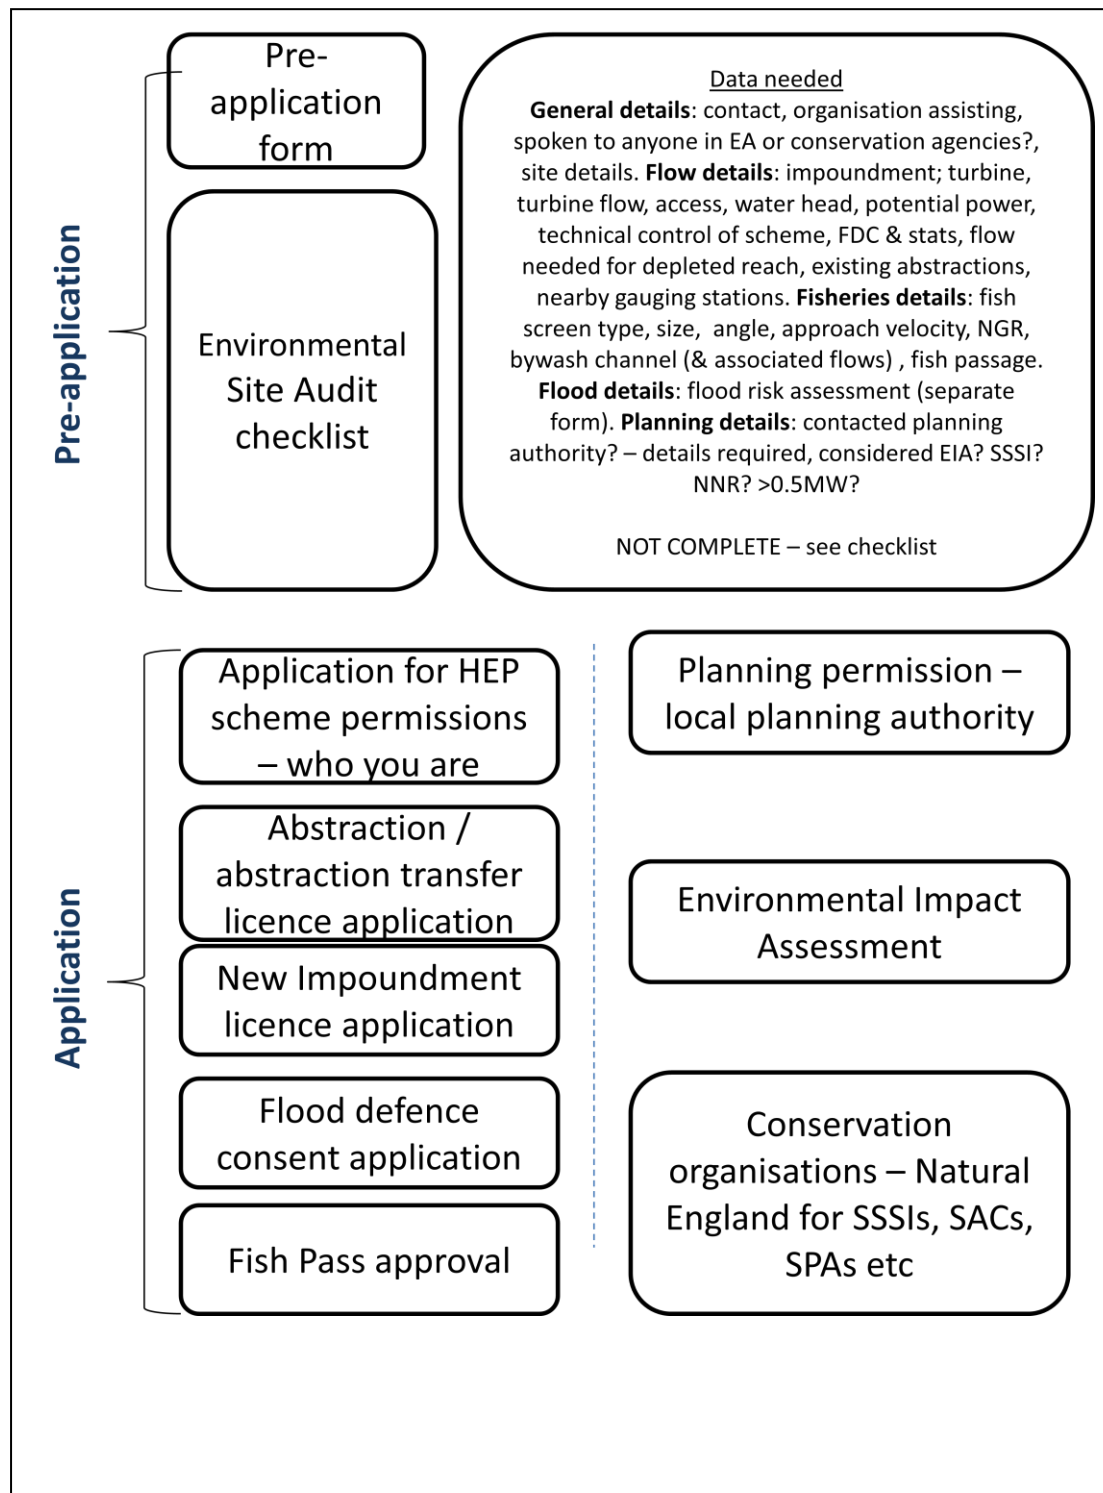 Pre-application
Pre-
application
form
Environmental
Site Audit
checklist
Data needed
General details: contact, organisation assisting,
spoken to anyone in EA or conservation agencies?,
site details. Flow details: impoundment; turbine,
turbine flow, access, water head, potential power,
technical control of scheme, FDC & stats, flow
needed for depleted reach, existing abstractions,
nearby gauging stations. Fisheries details: fish
screen type, size, angle, approach velocity, NGR,
bywash channel (& associated flows) , fish passage.
Flood details: flood risk assessment (separate
form). Planning details: contacted planning
authority? – details required, considered EIA? SSSI?
NNR? >0.5MW?
NOT COMPLETE – see checklist
Application
Application for HEP
scheme permissions
– who you are
Abstraction /
abstraction transfer
licence application
New Impoundment
licence application
Flood defence
consent application
Fish Pass approval
Planning permission –
local planning authority
Environmental Impact
Assessment
Conservation
organisations – Natural
England for SSSIs, SACs,
SPAs etc